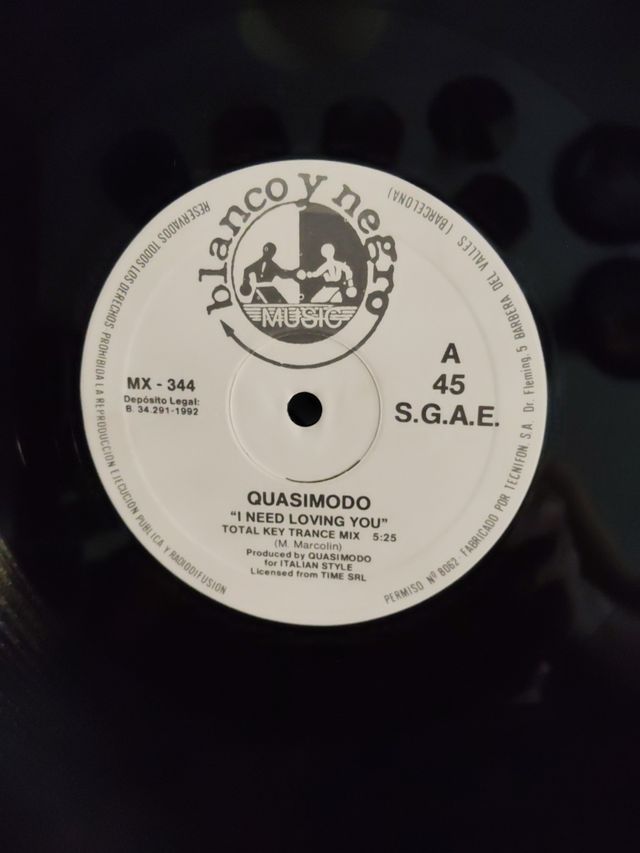 blanco y negro
MUSIC
MX - 344
Depósito Legal:
B. 34.291-1992
A
45
S.G.A.E.
QUASIMODO
“I NEED LOVING YOU”
TOTAL KEY TRANCE MIX 5:25
(M. Marcolin)
Produced by QUASIMODO
for ITALIAN STYLE
Licensed from TIME SRL
RESERVADOS TODOS LOS DERECHOS PROHIBIDA LA REPRODUCCION EJECUCION PUBLICA Y RADIODIFUSION
PERMISO Nº 8062 FABRICADO POR TECNIFON, S.A. Dr. Fleming, 5 BARBERA DEL VALLES (BARCELONA)